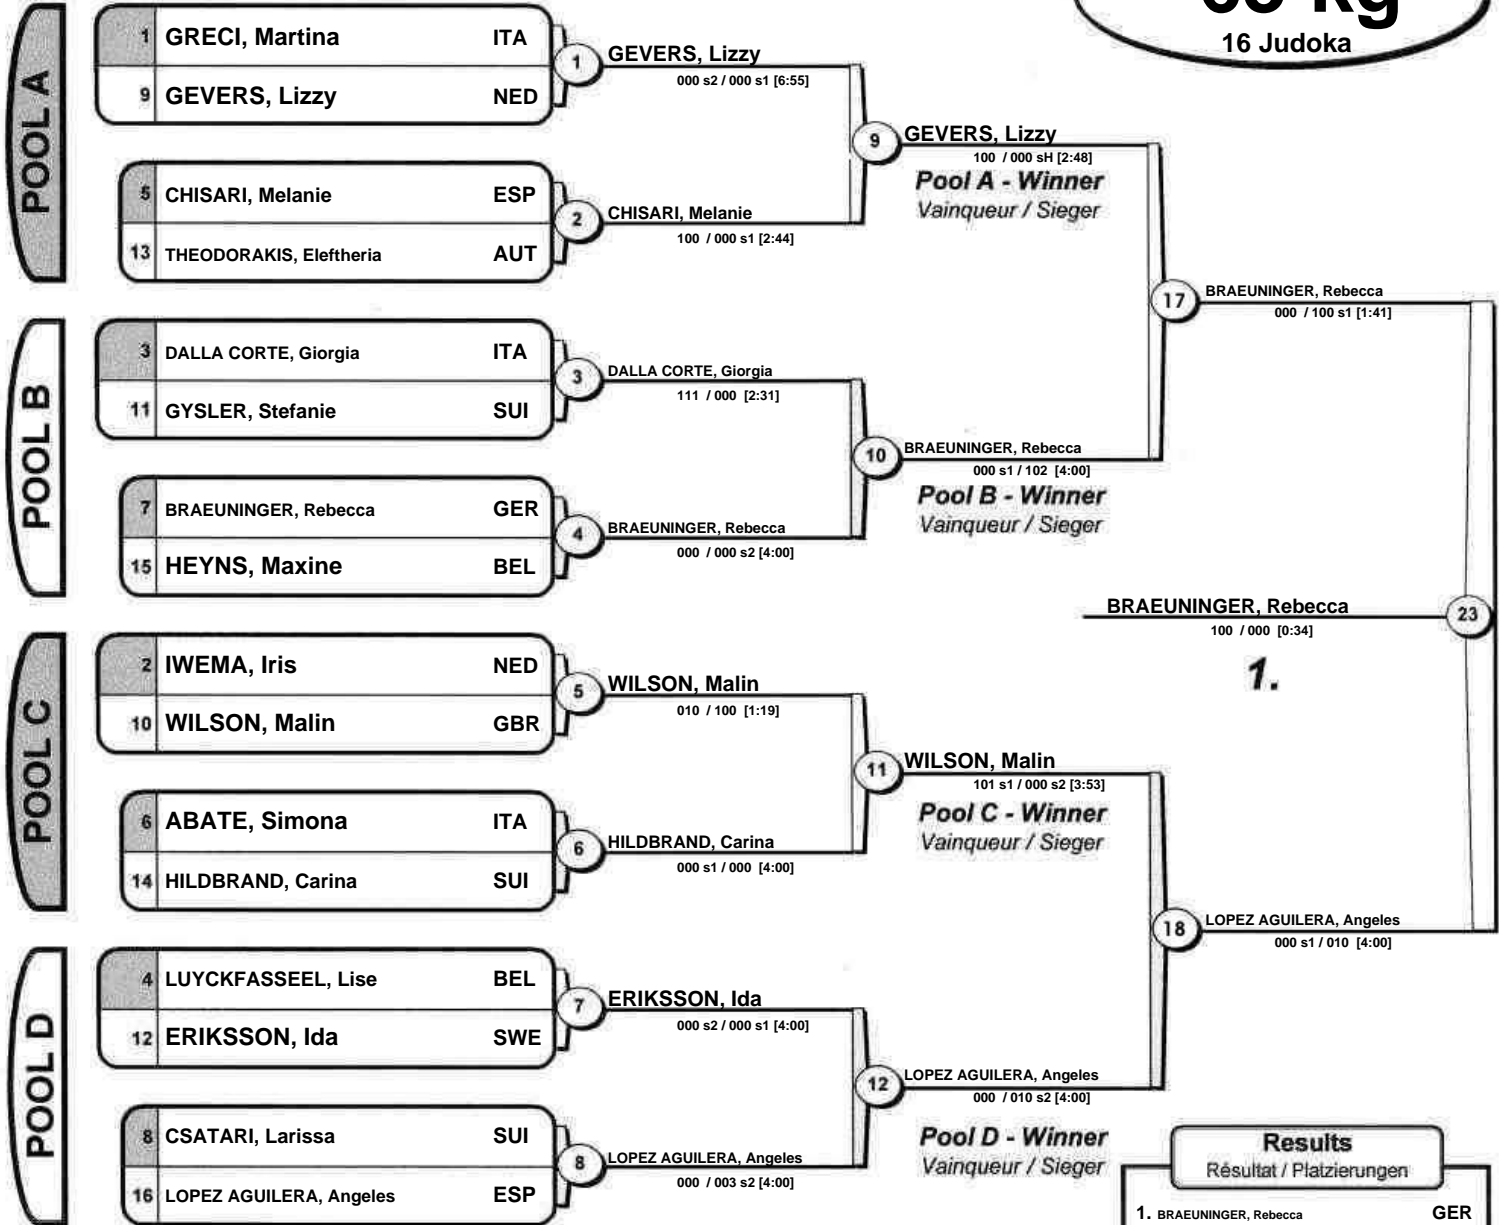 kg
16 Judoka
POOL A
1 GRECI, Martina ITA
9 GEVERS, Lizzy NED
1
GEVERS, Lizzy
000 s2 / 000 s1 [6:55]
5 CHISARI, Melanie ESP
13 THEODORAKIS, Eleftheria AUT
2
CHISARI, Melanie
100 / 000 s1 [2:44]
9
GEVERS, Lizzy
100 / 000 sH [2:48]
Pool A - Winner
Vainqueur / Sieger
POOL B
3 DALLA CORTE, Giorgia ITA
11 GYSLER, Stefanie SUI
3
DALLA CORTE, Giorgia
111 / 000 [2:31]
7 BRAEUNINGER, Rebecca GER
15 HEYNS, Maxine BEL
4
BRAEUNINGER, Rebecca
000 / 000 s2 [4:00]
10
BRAEUNINGER, Rebecca
000 s1 / 102 [4:00]
Pool B - Winner
Vainqueur / Sieger
17
BRAEUNINGER, Rebecca
000 / 100 s1 [1:41]
POOL C
2 IWEMA, Iris NED
10 WILSON, Malin GBR
5
WILSON, Malin
010 / 100 [1:19]
6 ABATE, Simona ITA
14 HILDBRAND, Carina SUI
6
HILDBRAND, Carina
000 s1 / 000 [4:00]
11
WILSON, Malin
101 s1 / 000 s2 [3:53]
Pool C - Winner
Vainqueur / Sieger
POOL D
4 LUYCKFASSEEL, Lise BEL
12 ERIKSSON, Ida SWE
7
ERIKSSON, Ida
000 s2 / 000 s1 [4:00]
8 CSATARI, Larissa SUI
16 LOPEZ AGUILERA, Angeles ESP
8
LOPEZ AGUILERA, Angeles
000 / 003 s2 [4:00]
12
LOPEZ AGUILERA, Angeles
000 / 010 s2 [4:00]
Pool D - Winner
Vainqueur / Sieger
18
LOPEZ AGUILERA, Angeles
000 s1 / 010 [4:00]
23
BRAEUNINGER, Rebecca
100 / 000 [0:34]
1.
Results
Résultat / Platzierungen
1. BRAEUNINGER, Rebecca GER